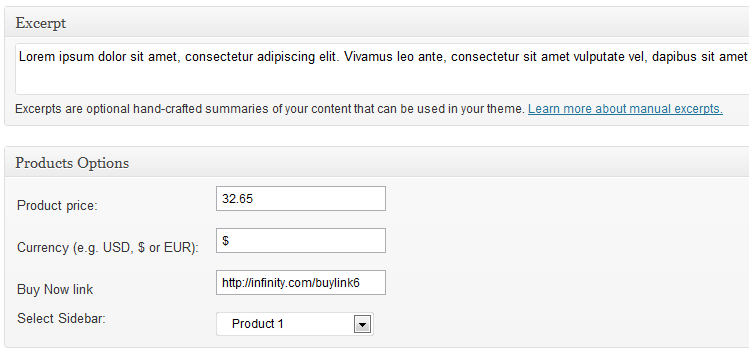 Excerpt
Lorem ipsum dolor sit amet, consectetur adipiscing elit. Vivamus leo ante, consectetur sit amet vulputate vel, dapibus sit amet
Excerpts are optional hand-crafted summaries of your content that can be used in your theme. Learn more about manual excerpts.
Products Options
Product price: 32.65
Currency (e.g. USD, $ or EUR): $
Buy Now link http://infinity.com/buylink6
Select Sidebar: Product 1